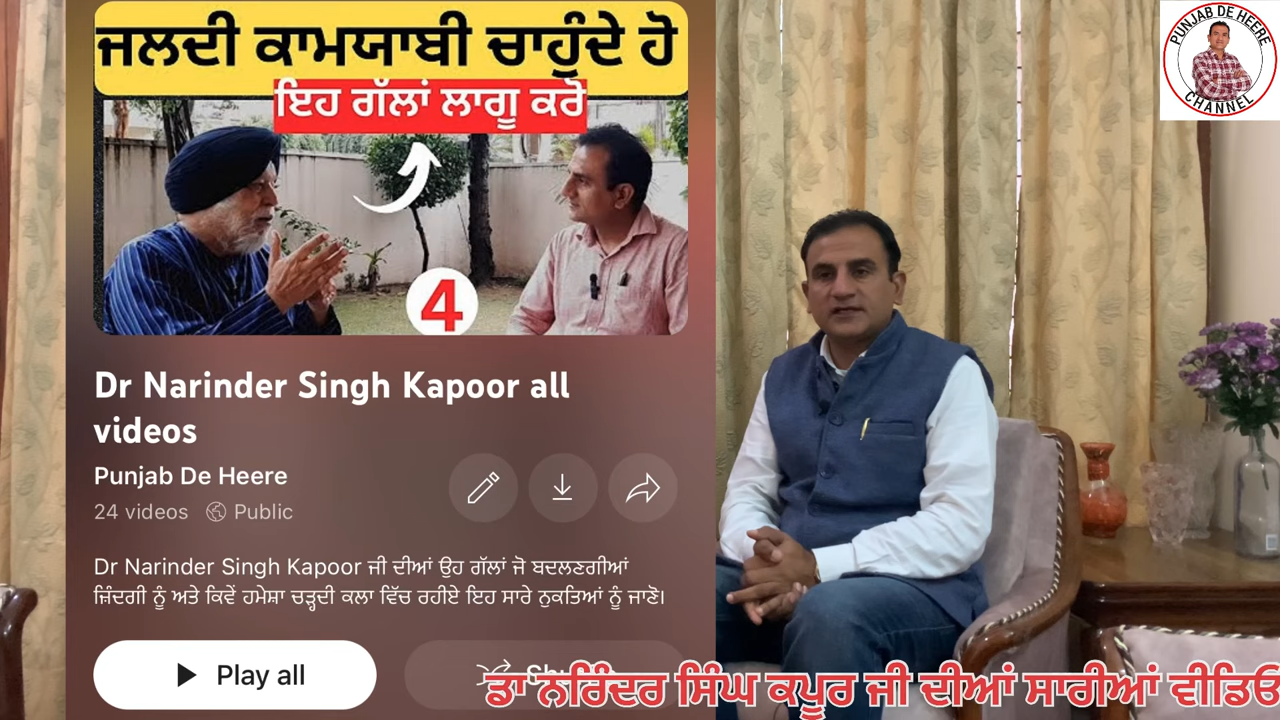 ਜਲਦੀ ਕਾਮਯਾਬੀ ਚਾਹੁੰਦੇ ਹੋ
ਇਹ ਗੱਲਾਂ ਲਾਗੂ ਕਰੋ
4
Dr Narinder Singh Kapoor all
videos
Punjab De Heere
24 videos Public
Dr Narinder Singh Kapoor ਜੀ ਦੀਆਂ ਉਹ ਗੱਲਾਂ ਜੋ ਬਦਲਣਗੀਆਂ
ਜ਼ਿੰਦਗੀ ਨੂੰ ਅਤੇ ਕਿਵੇਂ ਹਮੇਸ਼ਾ ਚੜ੍ਹਦੀ ਕਲਾ ਵਿੱਚ ਰਹੀਏ ਇਹ ਸਾਰੇ ਨੁਕਤਿਆਂ ਨੂੰ ਜਾਣੋ।
Play all
PUNJAB DE HEERE
CHANNEL
ਡਾ ਨਰਿੰਦਰ ਸਿੰਘ ਕਪੂਰ ਜੀ ਦੀਆਂ ਸਾਰੀਆਂ